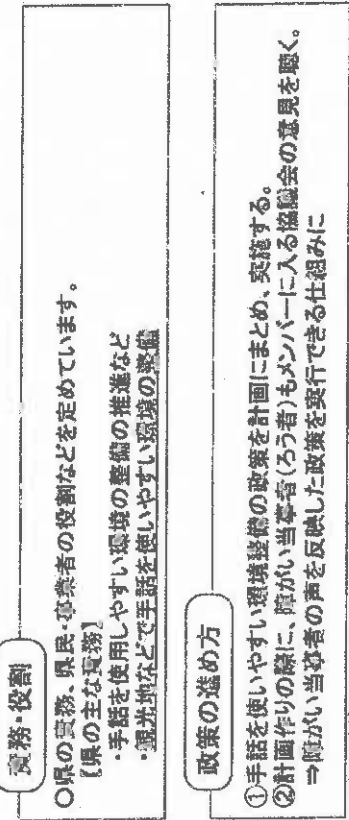 責務・役割
○県の責務、県民・事業者の役割などを定めています。
【県の主な責務】
・手話を使用しやすい環境の整備の推進など
・観光地などで手話を使いやすい環境の整備
政策の進め方
①手話を使いやすい環境整備の政策を計画にまとめ、実施する。
②計画作りの際に、障がい当事者(ろう者)もメンバーに入る協議会の意見を聴く。
⇒障がい当事者の声を反映した政策を実行できる仕組みに